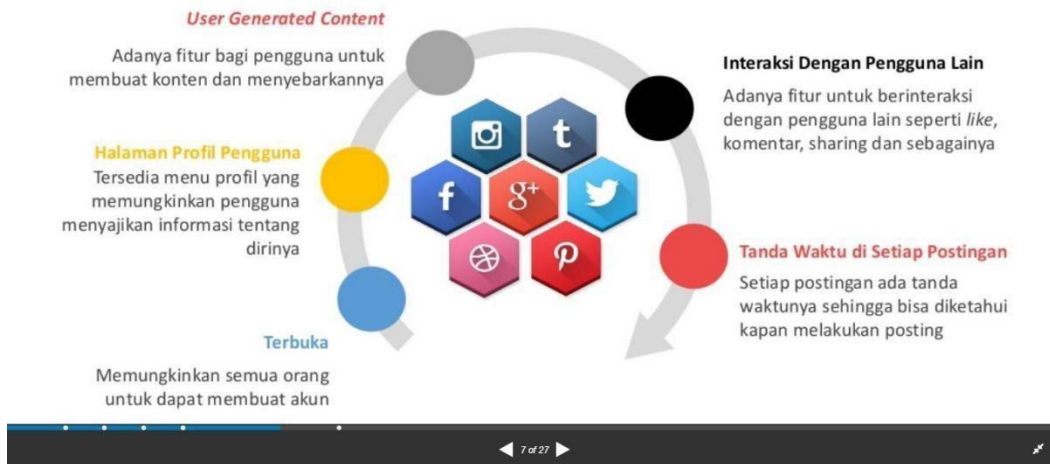 User Generated Content
Adanya fitur bagi pengguna untuk
membuat konten dan menyebarkannya
Halaman Profil Pengguna
Tersedia menu profil yang
memungkinkan pengguna
menyajikan informasi tentang
dirinya
Terbuka
Memungkinkan semua orang
untuk dapat membuat akun
t
f
g+
Interaksi Dengan Pengguna Lain
Adanya fitur untuk berinteraksi
dengan pengguna lain seperti like,
komentar, sharing dan sebagainya
Tanda Waktu di Setiap Postingan
Setiap postingan ada tanda
waktunya sehingga bisa diketahui
kapan melakukan posting
7 of 27